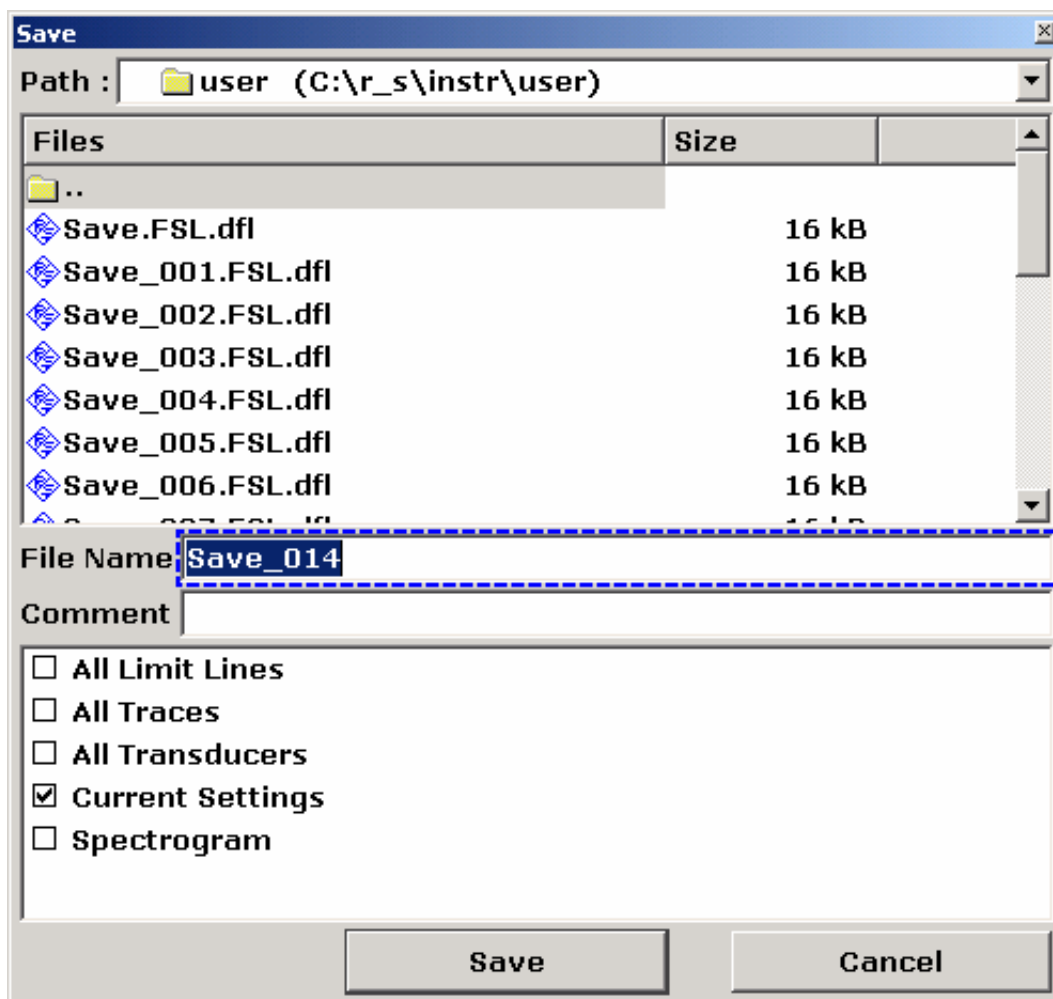 Save
Path : user (C:\r_s\instr\user)
Files Size
..
Save.FSL.dfl 16 kB
Save_001.FSL.dfl 16 kB
Save_002.FSL.dfl 16 kB
Save_003.FSL.dfl 16 kB
Save_004.FSL.dfl 16 kB
Save_005.FSL.dfl 16 kB
Save_006.FSL.dfl 16 kB
File Name Save_014
Comment
All Limit Lines
All Traces
All Transducers
Current Settings
Spectrogram
Save Cancel